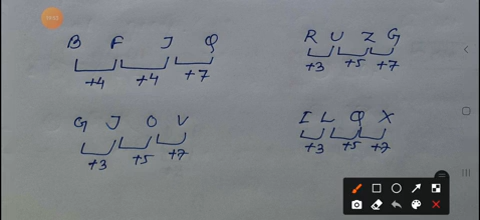 B F J Q
+4 +4 +7
R U Z G
+3 +5 +7
G J O V
+3 +5 +7
I L Q X
+3 +5 +7